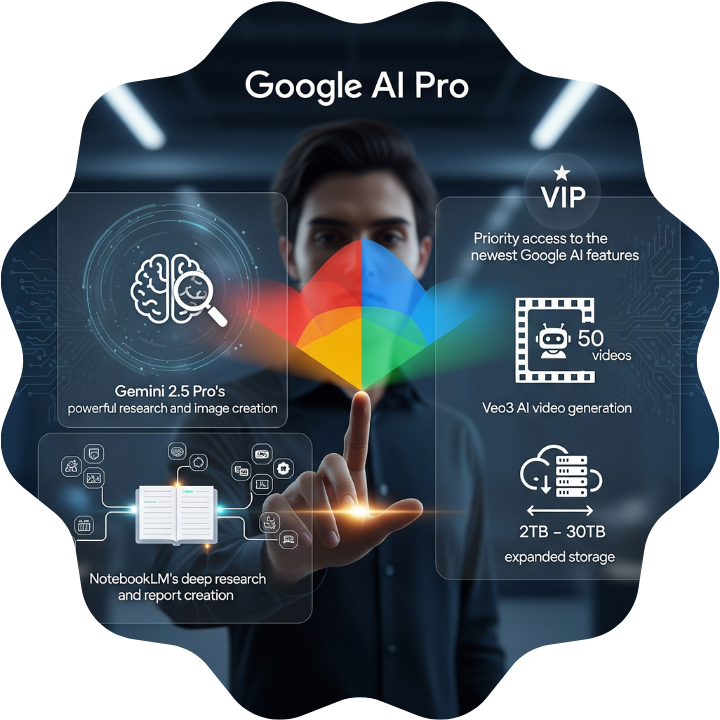 Google AI Pro
Gemini 2.5 Pro's
powerful research and image creation
NotebookLM's deep research
and report creation
VIP
Priority access to the
newest Google AI features
50
videos
Veo3 AI video generation
2TB – 30TB
expanded storage